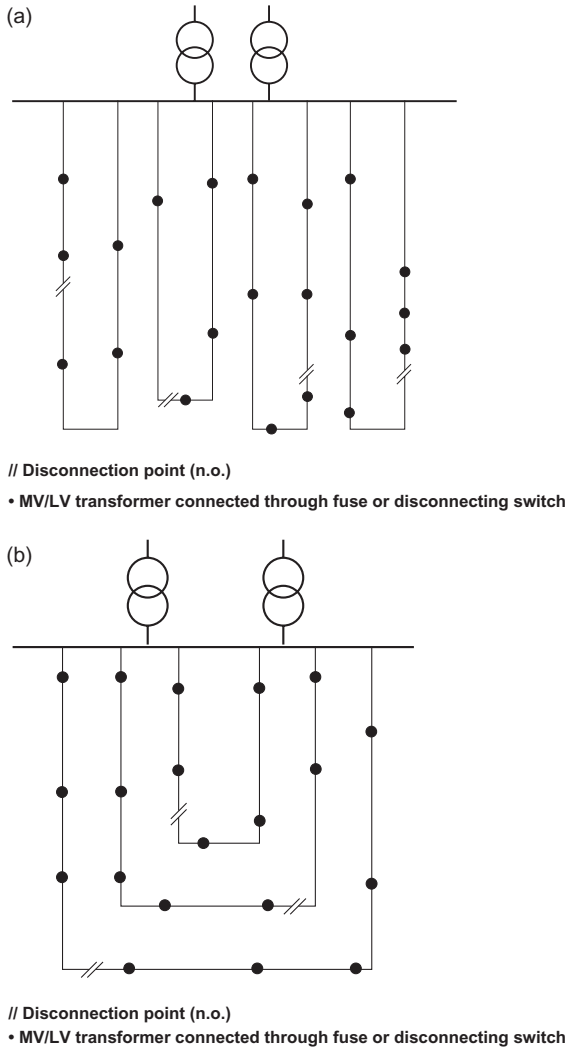 (a)
// Disconnection point (n.o.)
• MV/LV transformer connected through fuse or disconnecting switch
(b)
// Disconnection point (n.o.)
• MV/LV transformer connected through fuse or disconnecting switch